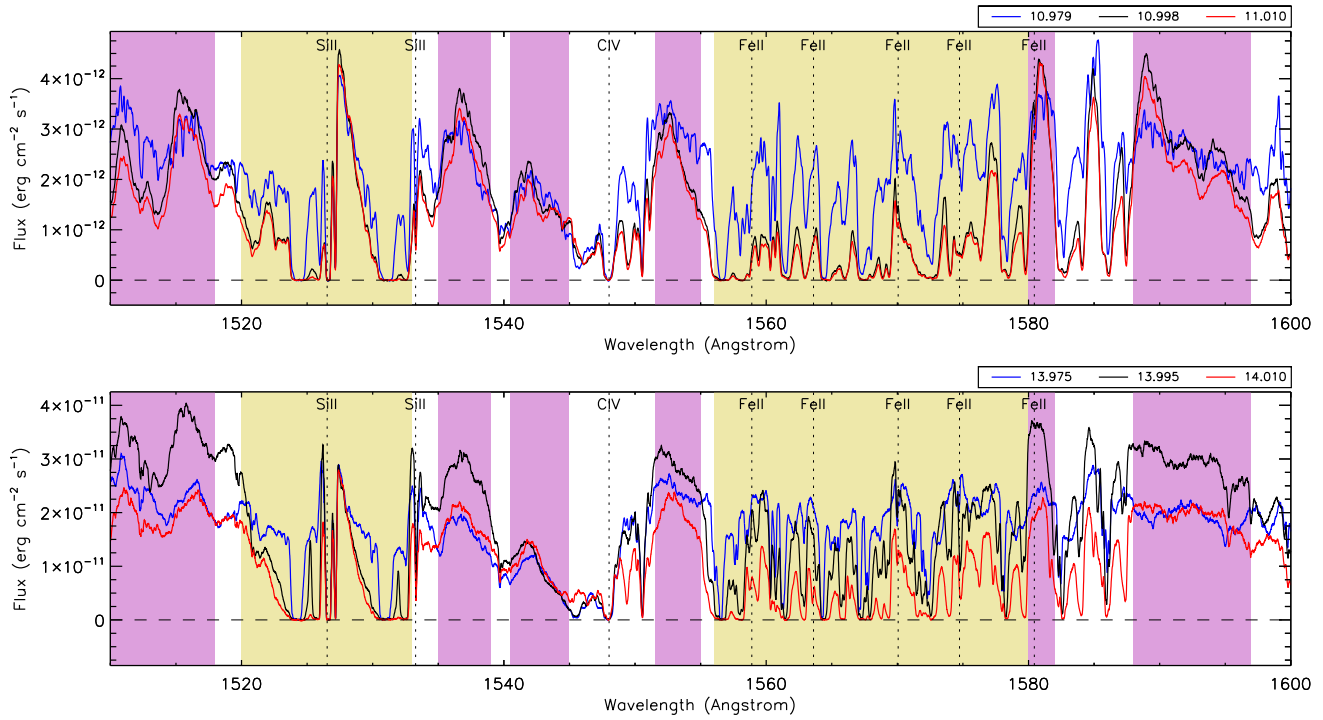 10.979 10.998 11.010
SiII SiII CIV FeII FeII FeII FeII FeII
4×10⁻¹²
3×10⁻¹²
2×10⁻¹²
1×10⁻¹²
0
Flux (erg cm⁻² s⁻¹)
1520 1540 1560 1580 1600
Wavelength (Angstrom)
13.975 13.995 14.010
SiII SiII CIV FeII FeII FeII FeII FeII
4×10⁻¹¹
3×10⁻¹¹
2×10⁻¹¹
1×10⁻¹¹
0
Flux (erg cm⁻² s⁻¹)
1520 1540 1560 1580 1600
Wavelength (Angstrom)